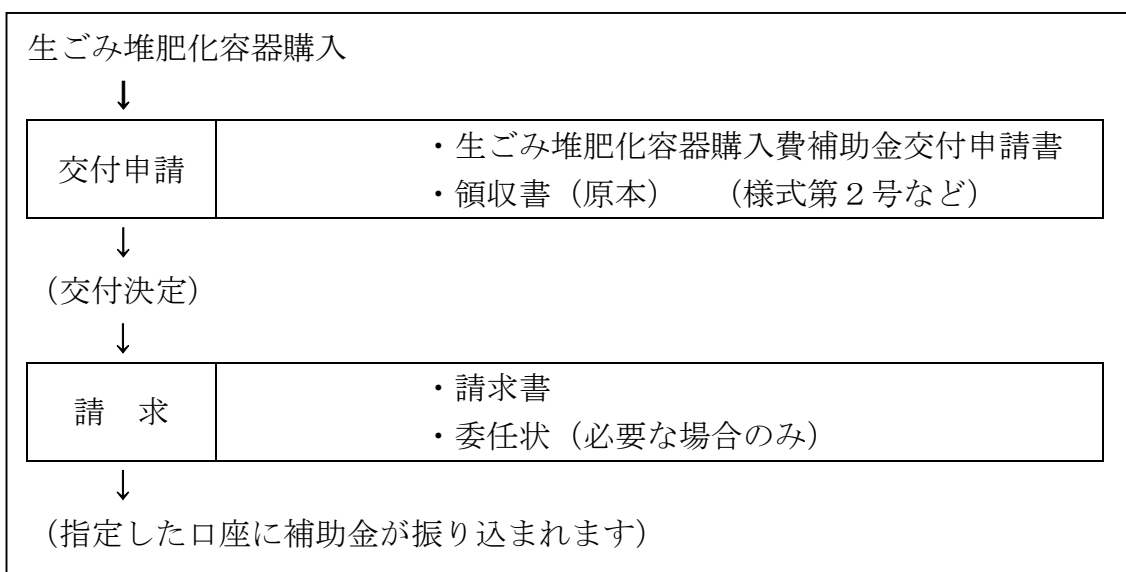 生ごみ堆肥化容器購入
↓
交付申請
・生ごみ堆肥化容器購入費補助金交付申請書
・領収書（原本）　　（様式第２号など）
↓
（交付決定）
↓
請　求
・請求書
・委任状（必要な場合のみ）
↓
（指定した口座に補助金が振り込まれます）